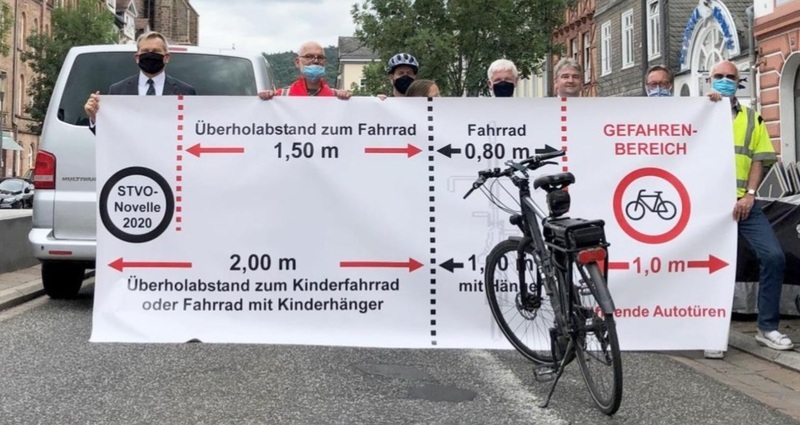 Überholabstand zum Fahrrad
1,50 m
Fahrrad
0,80 m
GEFAHREN-
BEREICH
STVO-
Novelle
2020
2,00 m
Überholabstand zum Kinderfahrrad
oder Fahrrad mit Kinderhänger
mit
1,0 m
Autotüren